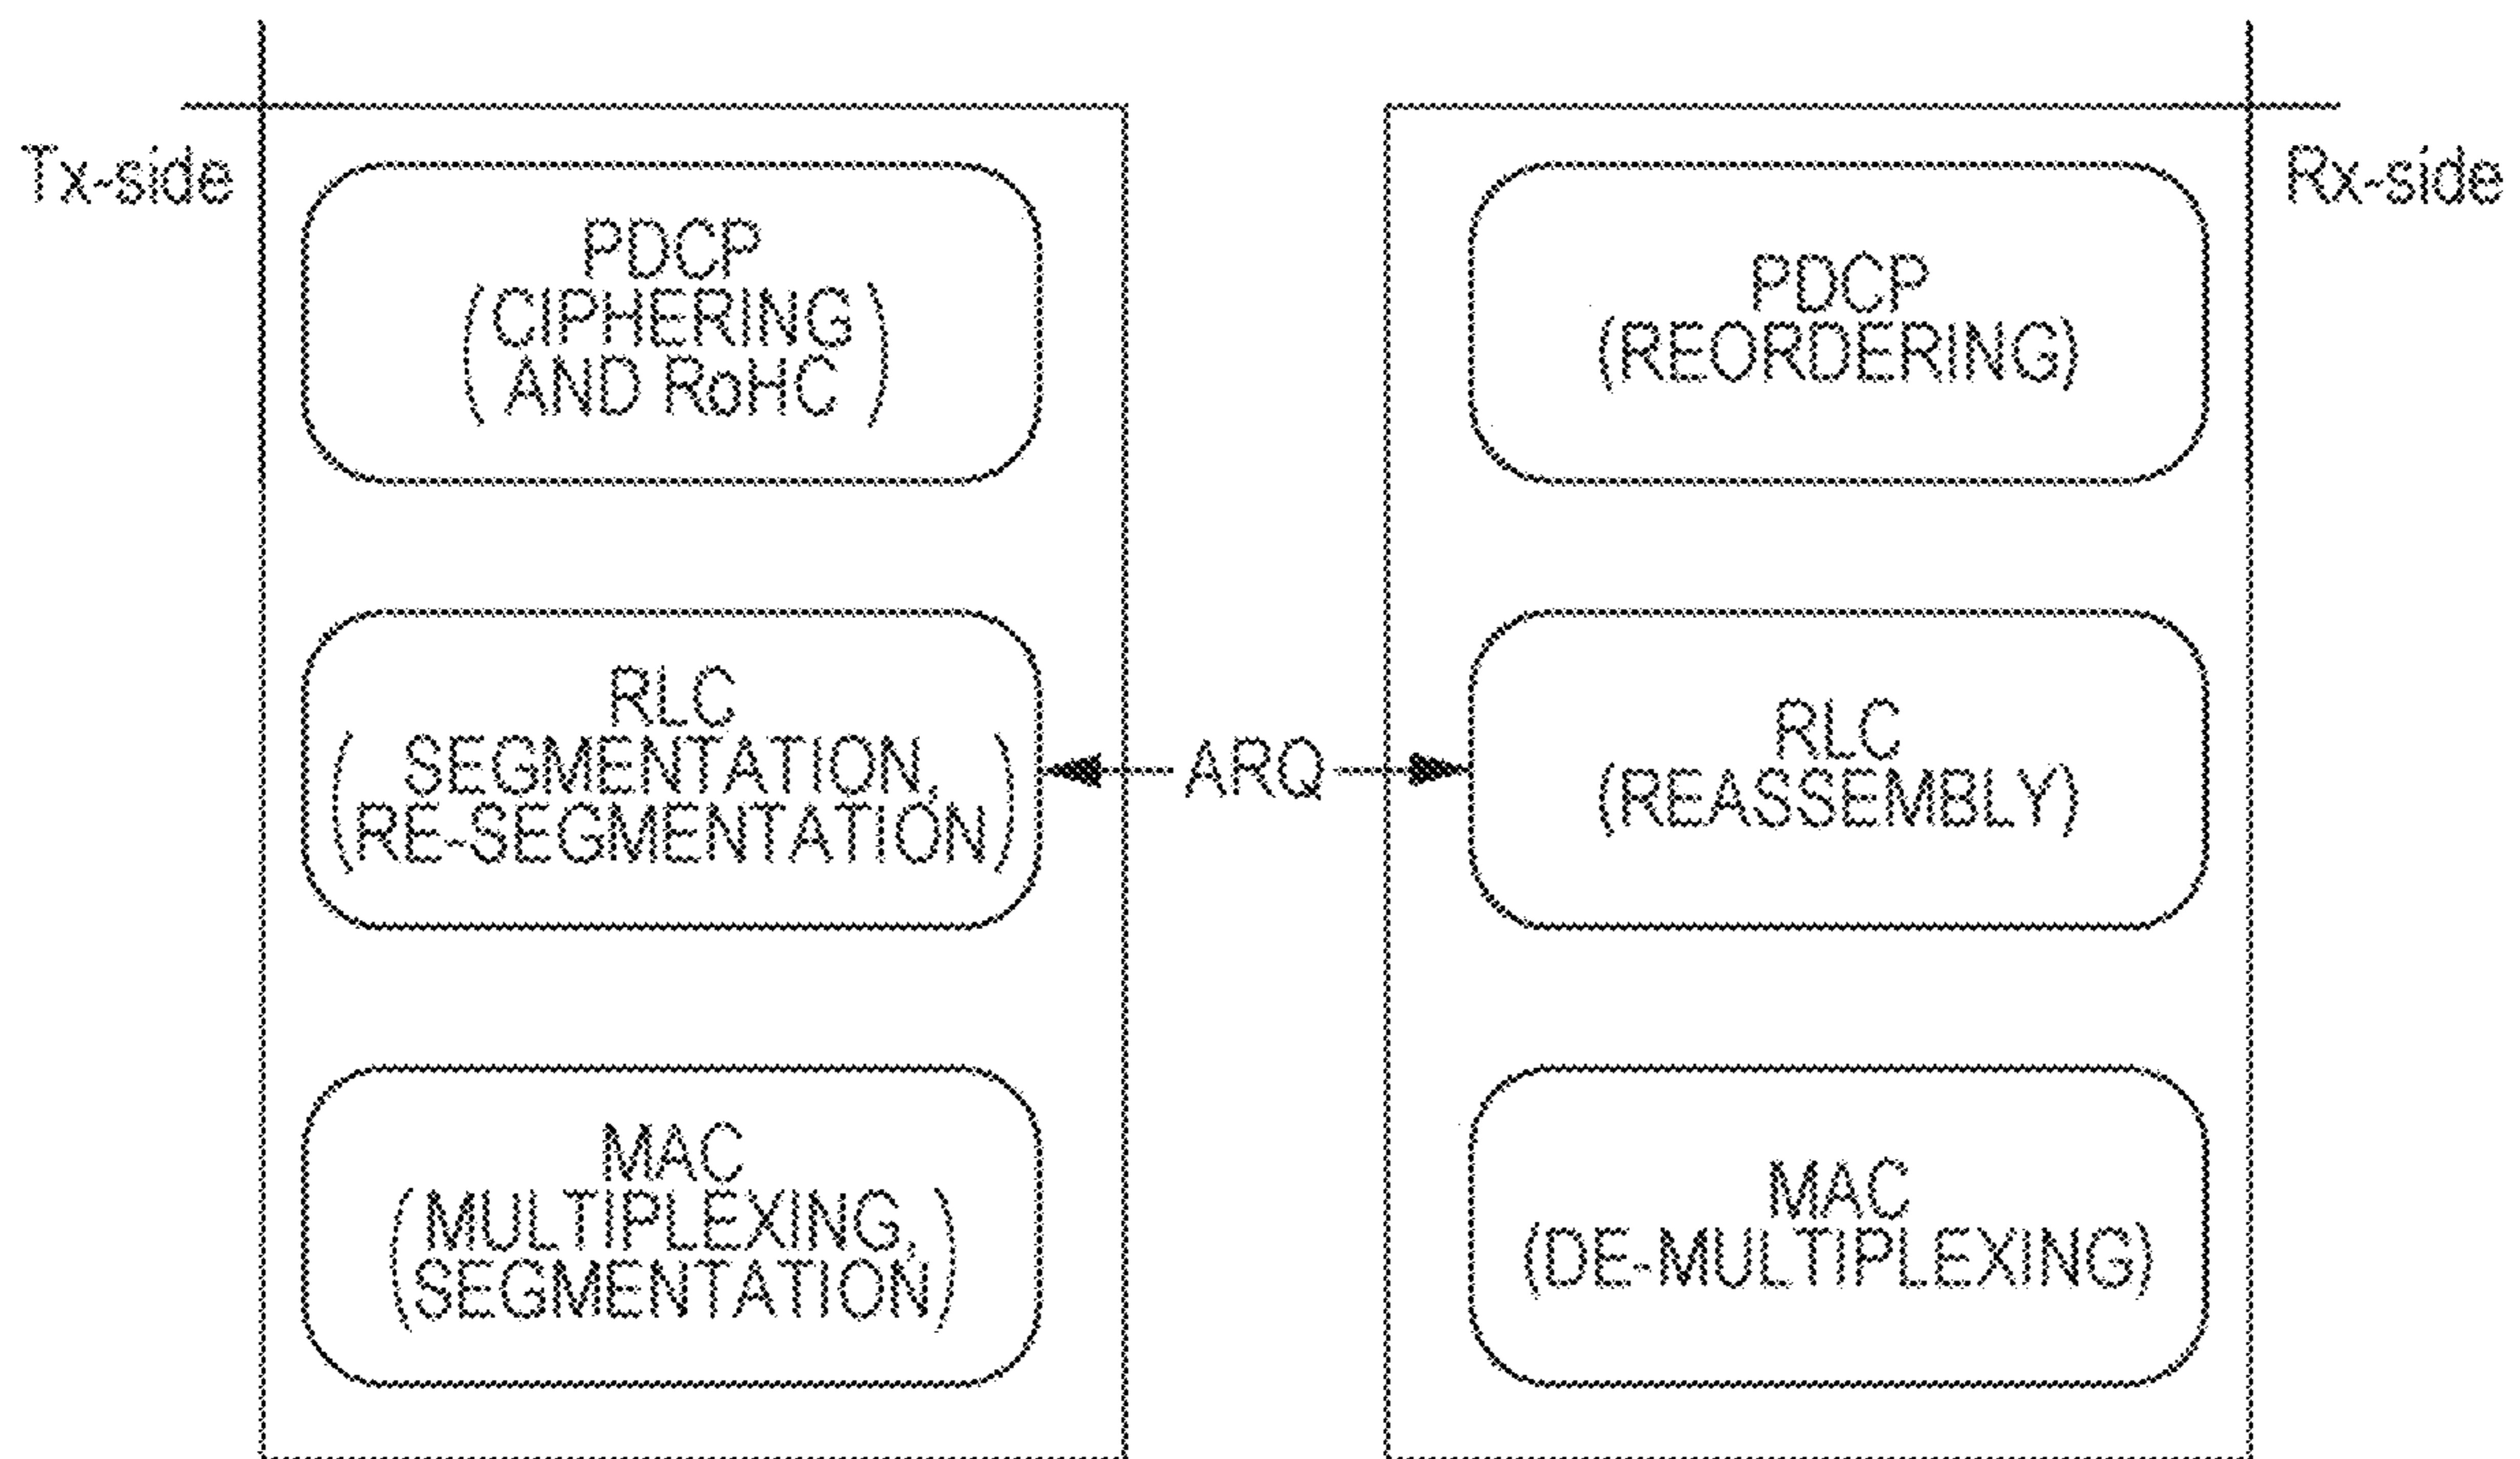 Tx-side
PDCP
(CIPHERING
AND RoHC)
RLC
(SEGMENTATION,
RE-SEGMENTATION)
MAC
(MULTIPLEXING,
SEGMENTATION)
ARQ
Rx-side
PDCP
(REORDERING)
RLC
(REASSEMBLY)
MAC
(DE-MULTIPLEXING)